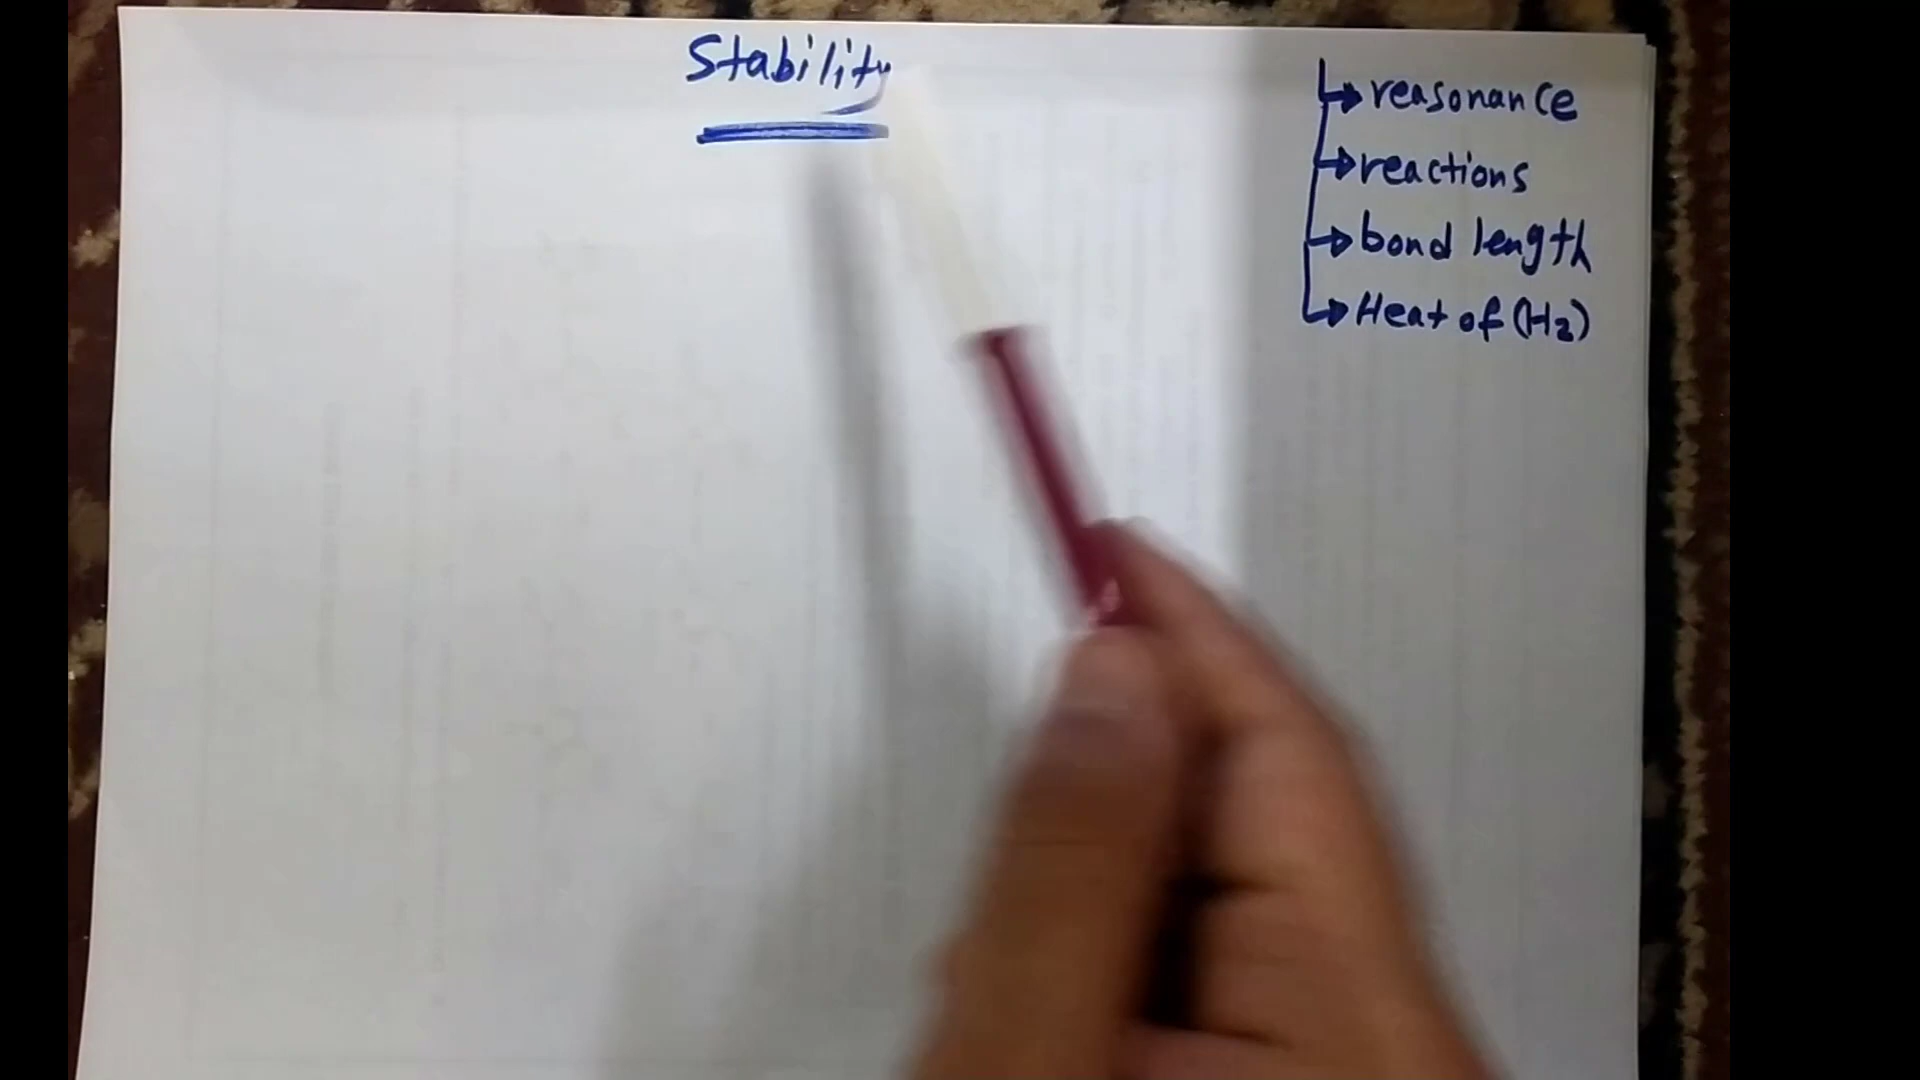 Stability
reasonance
reactions
bond length
Heat of (H2)